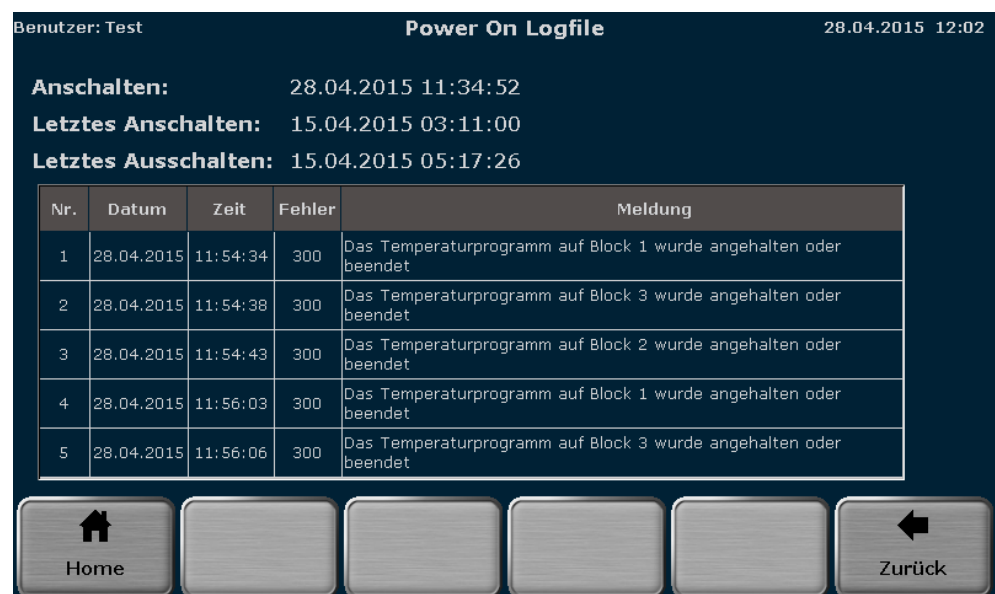 Benutzer: Test Power On Logfile 28.04.2015 12:02
Anschalten: 28.04.2015 11:34:52
Letztes Anschalten: 15.04.2015 03:11:00
Letztes Ausschalten: 15.04.2015 05:17:26
Nr. Datum Zeit Fehler Meldung
1 28.04.2015 11:54:34 300 Das Temperaturprogramm auf Block 1 wurde angehalten oder
beendet
2 28.04.2015 11:54:38 300 Das Temperaturprogramm auf Block 3 wurde angehalten oder
beendet
3 28.04.2015 11:54:43 300 Das Temperaturprogramm auf Block 2 wurde angehalten oder
beendet
4 28.04.2015 11:56:03 300 Das Temperaturprogramm auf Block 1 wurde angehalten oder
beendet
5 28.04.2015 11:56:06 300 Das Temperaturprogramm auf Block 3 wurde angehalten oder
beendet
Home Zurück